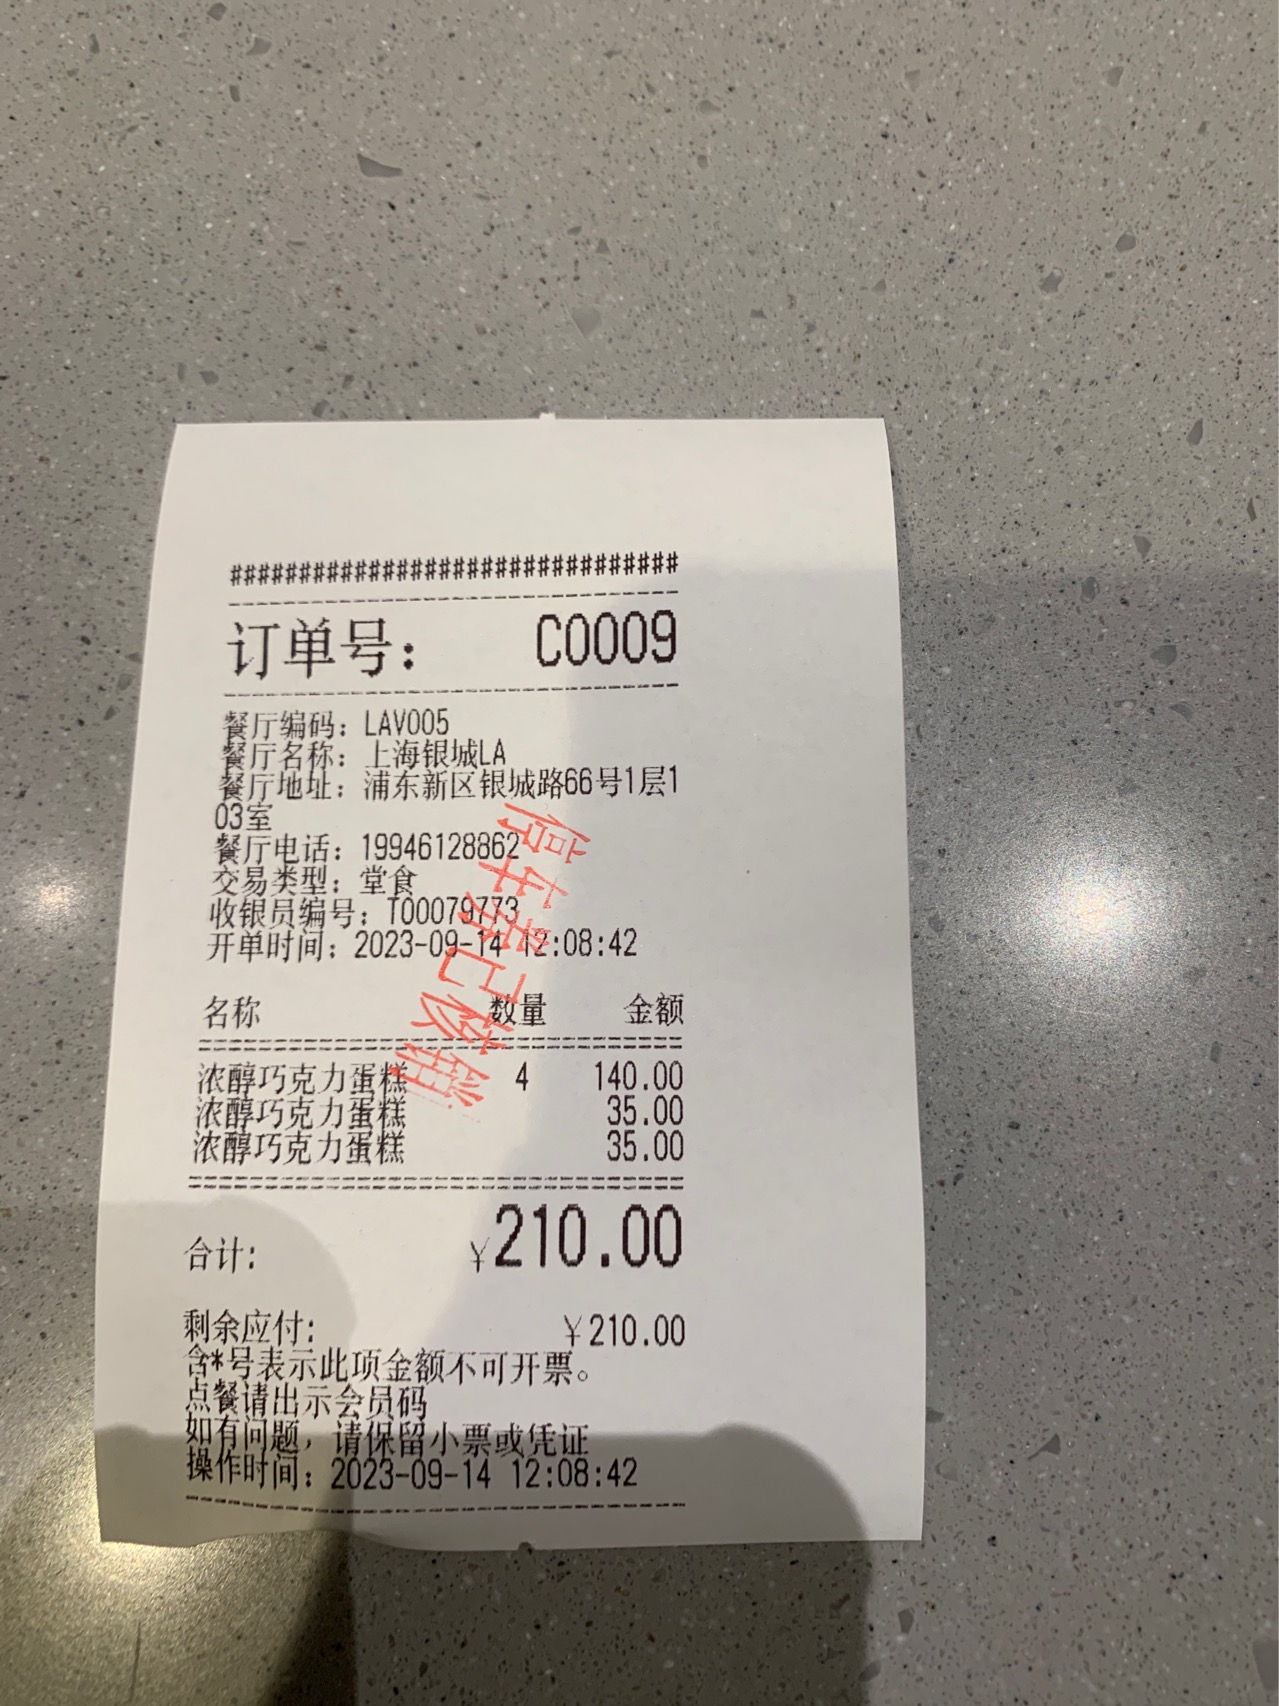 ################################
订单号: C0009
餐厅编码: LAV005
餐厅名称: 上海银城LA
餐厅地址: 浦东新区银城路66号1层1
03室
餐厅电话: 19946128862
交易类型: 堂食
收银员编号: T00079773
开单时间: 2023-09-14 12:08:42
停车券已核销
名称 数量 金额
================================
浓醇巧克力蛋糕 4 140.00
浓醇巧克力蛋糕 35.00
浓醇巧克力蛋糕 35.00
================================
合计: ¥210.00
剩余应付: ¥210.00
含*号表示此项金额不可开票。
点餐请出示会员码
如有问题，请保留小票或凭证
操作时间: 2023-09-14 12:08:42